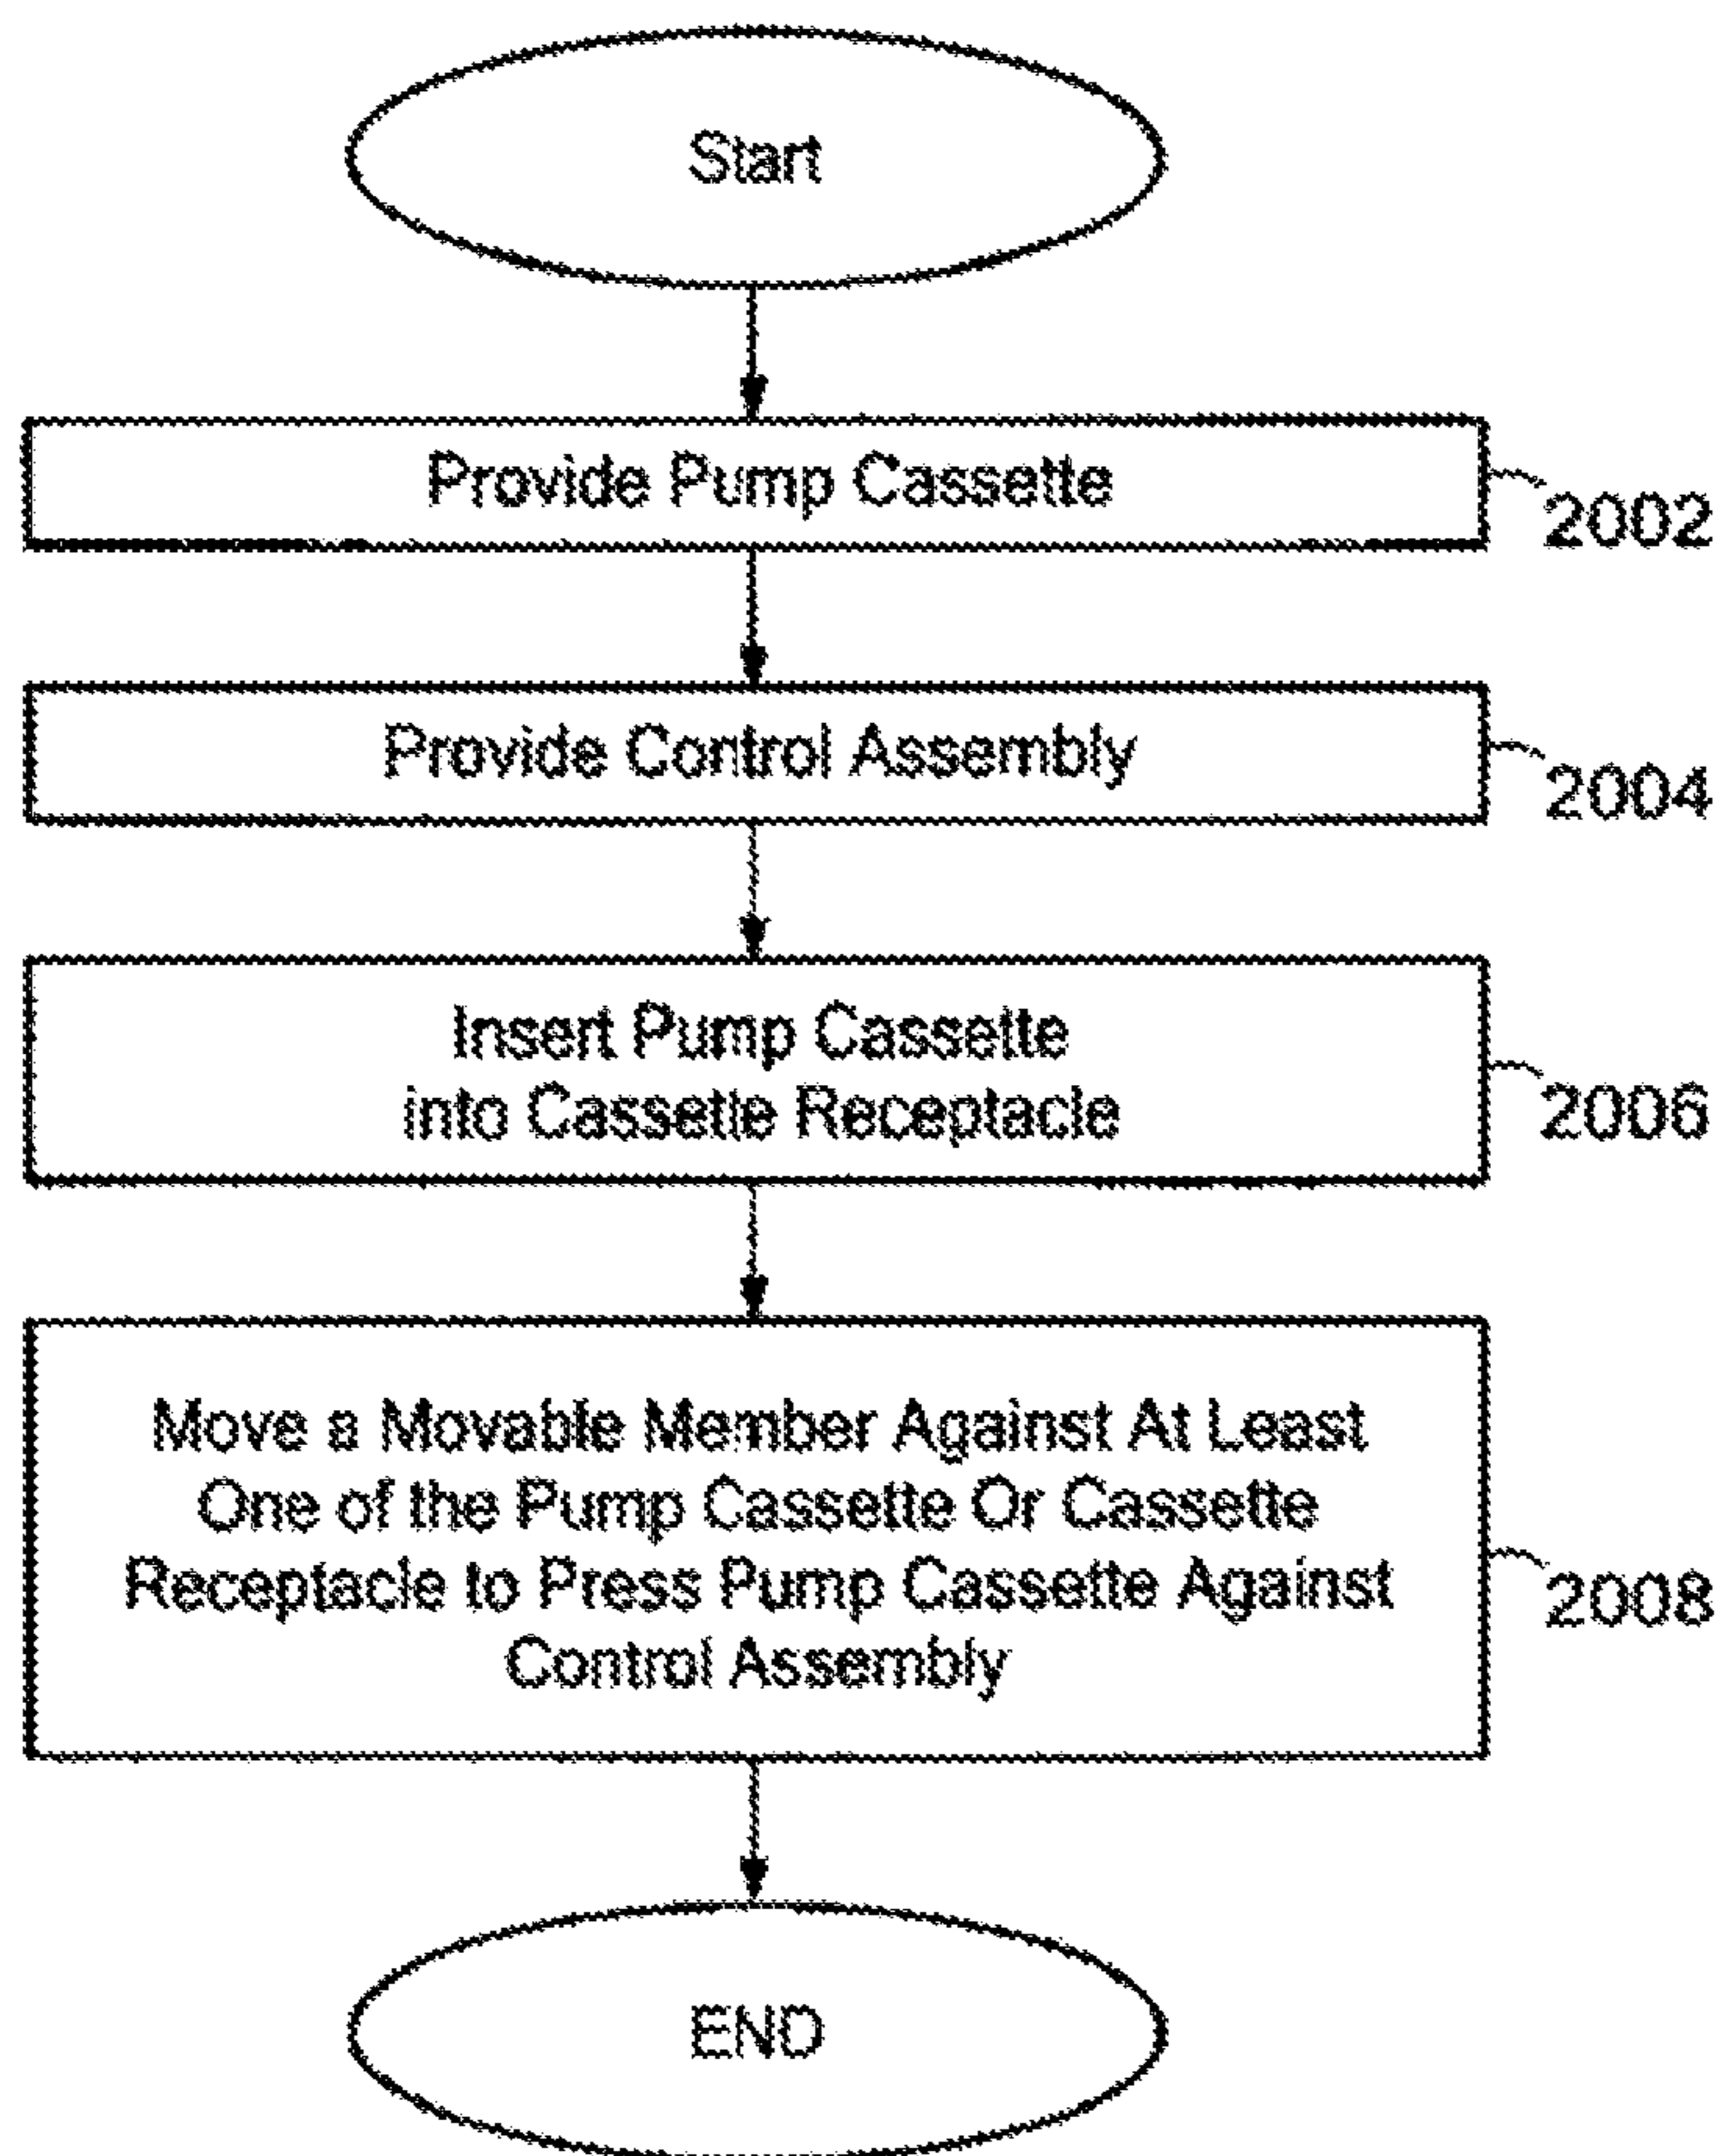 Start
Provide Pump Cassette
2002
Provide Control Assembly
2004
Insert Pump Cassette
into Cassette Receptacle
2006
Move a Movable Member Against At Least
One of the Pump Cassette Or Cassette
Receptacle to Press Pump Cassette Against
Control Assembly
2008
END